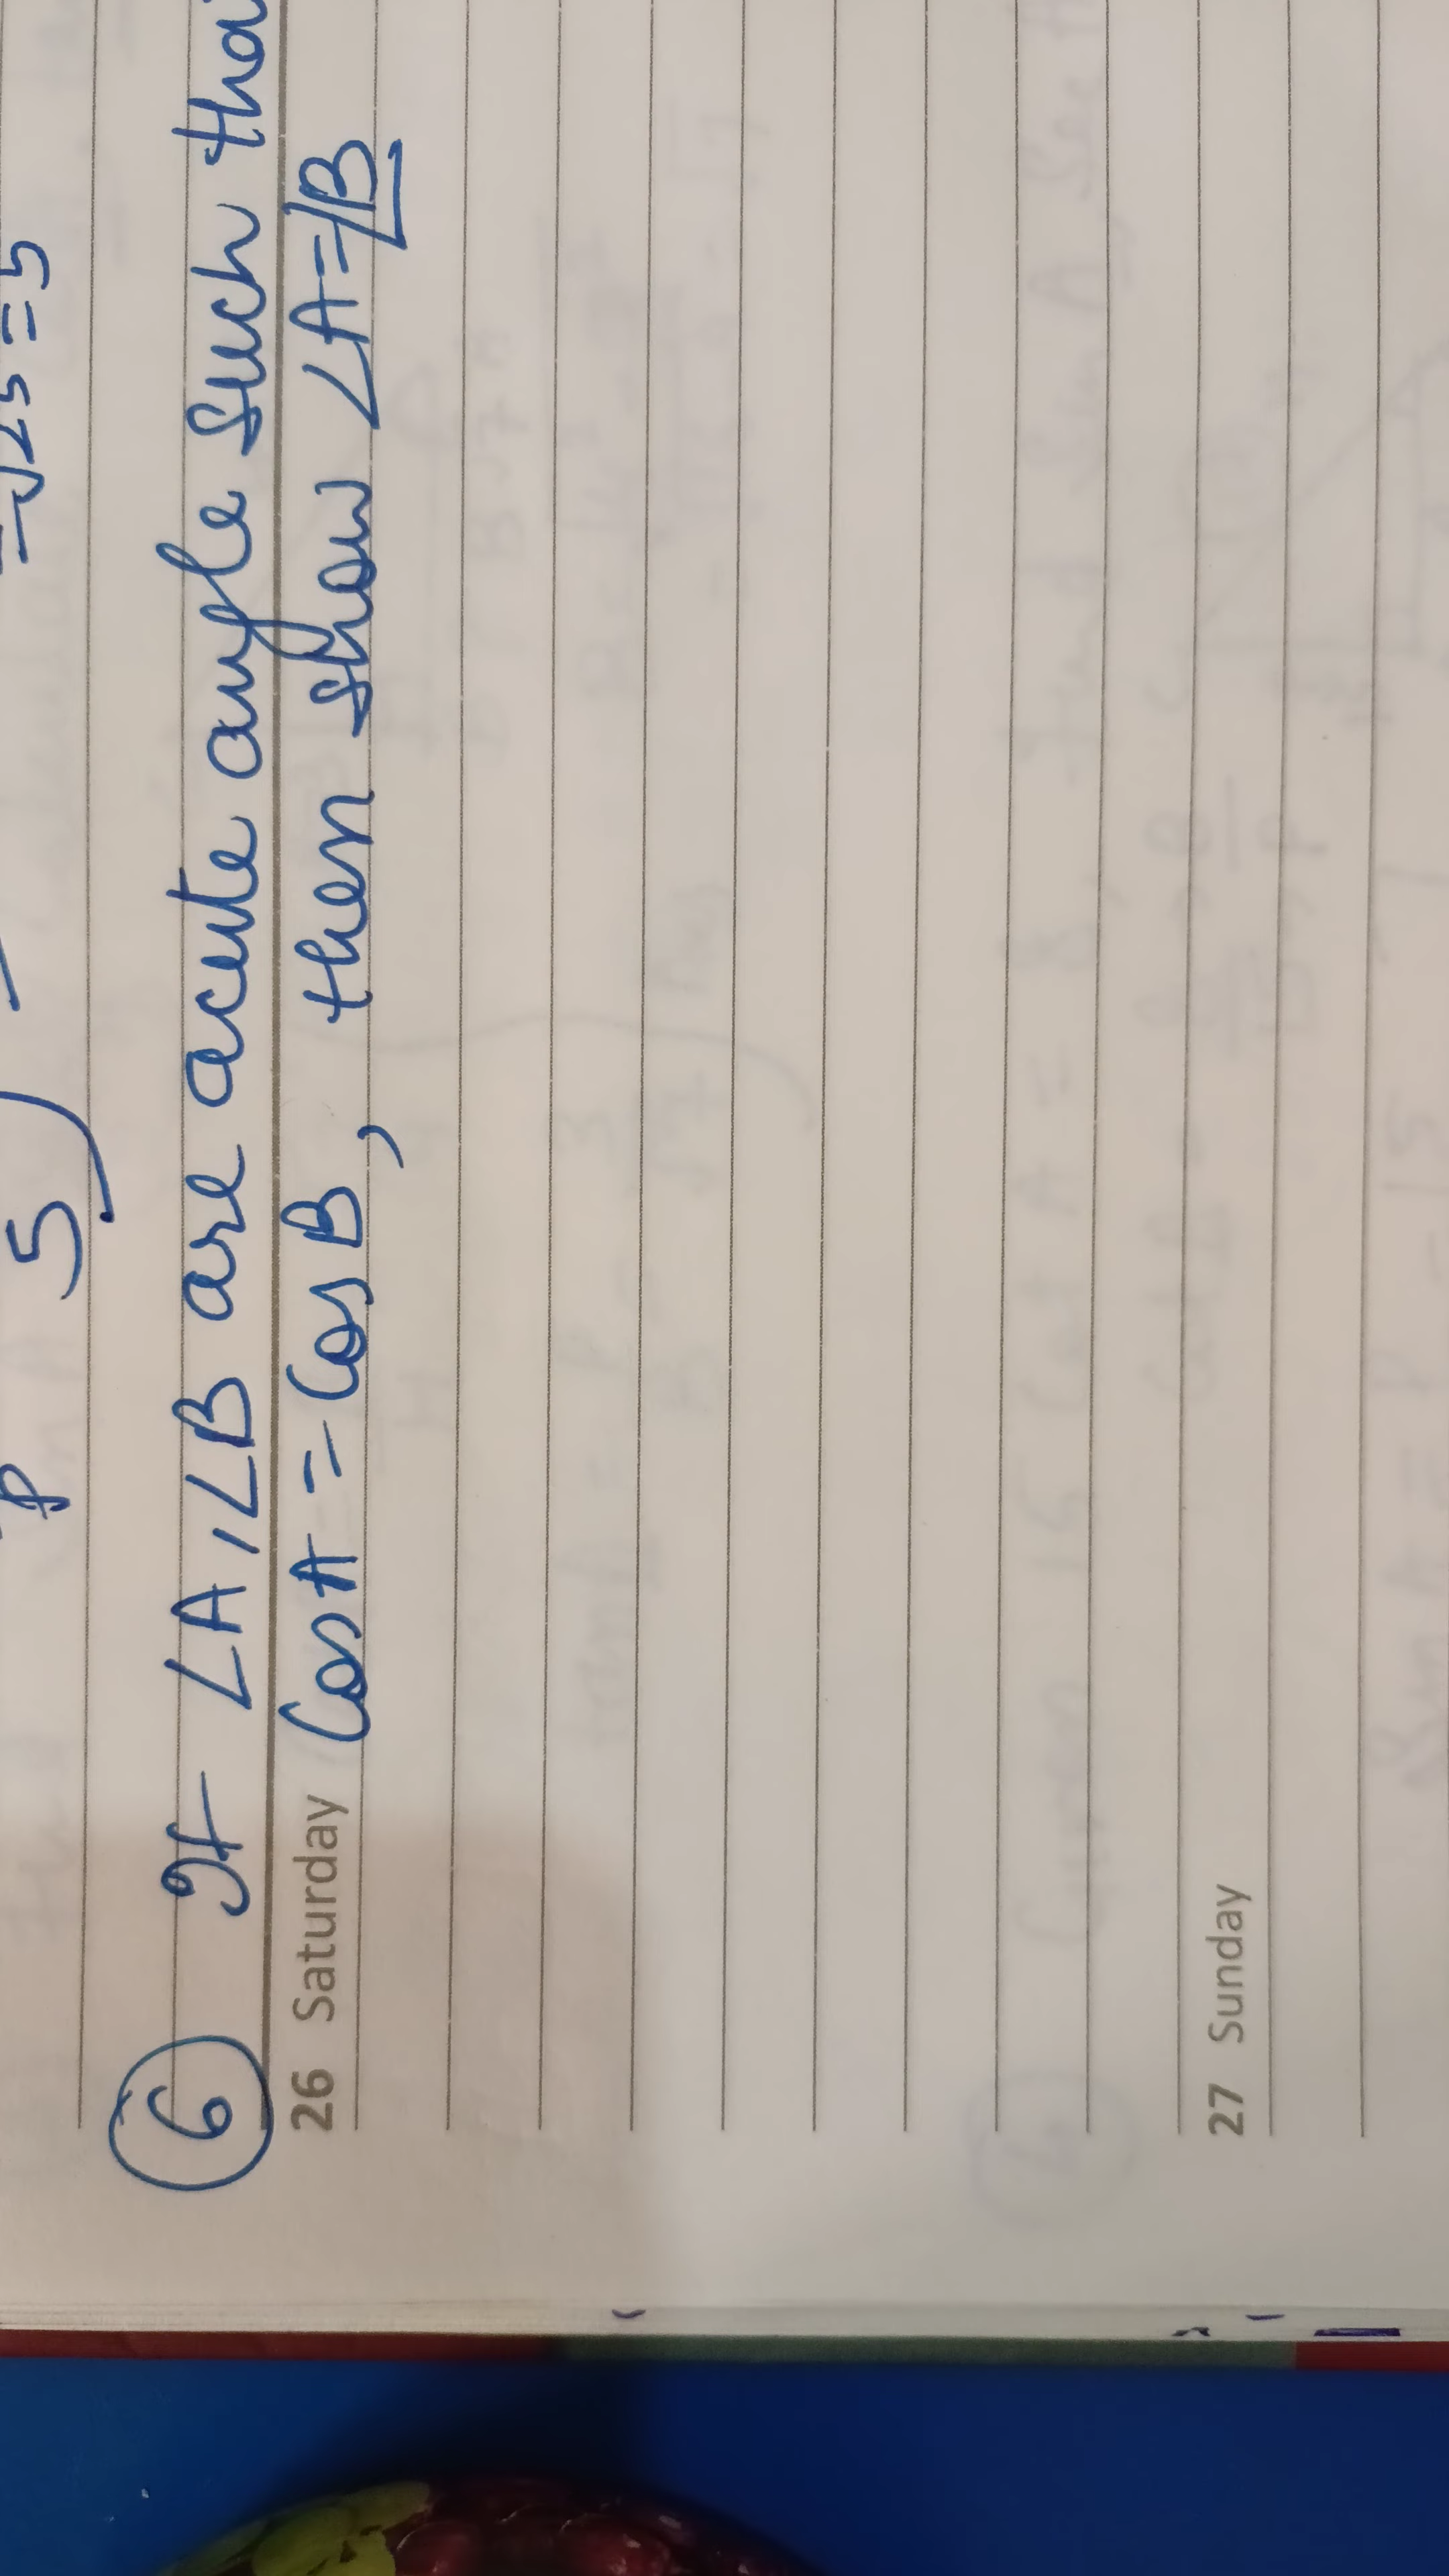 = √25 = 5
5
6 If ∠A, ∠B are acute angle such tha
26 Saturday Cos A = Cos B, then show ∠A = ∠B
27 Sunday